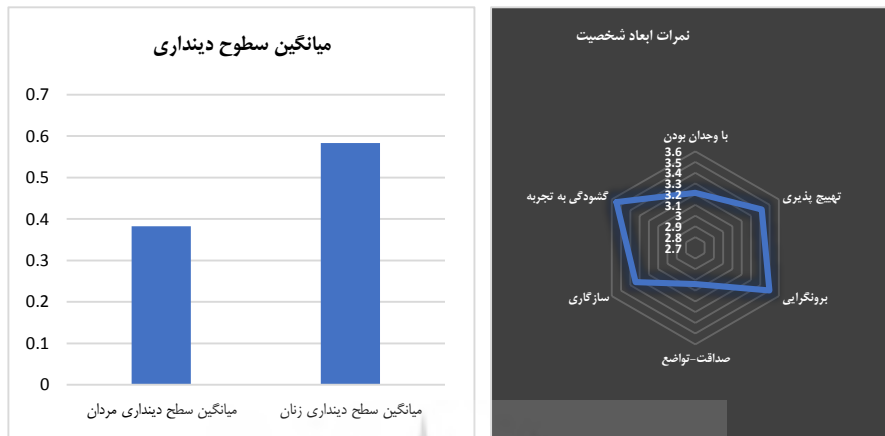 میانگین سطوح دینداری
0.7
0.6
0.5
0.4
0.3
0.2
0.1
0
میانگین سطح دینداری مردان
میانگین سطح دینداری زنان
نمرات ابعاد شخصیت
با وجدان بودن
3.6
3.5
3.4
3.3
3.2
3.1
3
2.9
2.8
2.7
تهییج پذیری
برونگرایی
صداقت-تواضع
سازگاری
گشودگی به تجربه